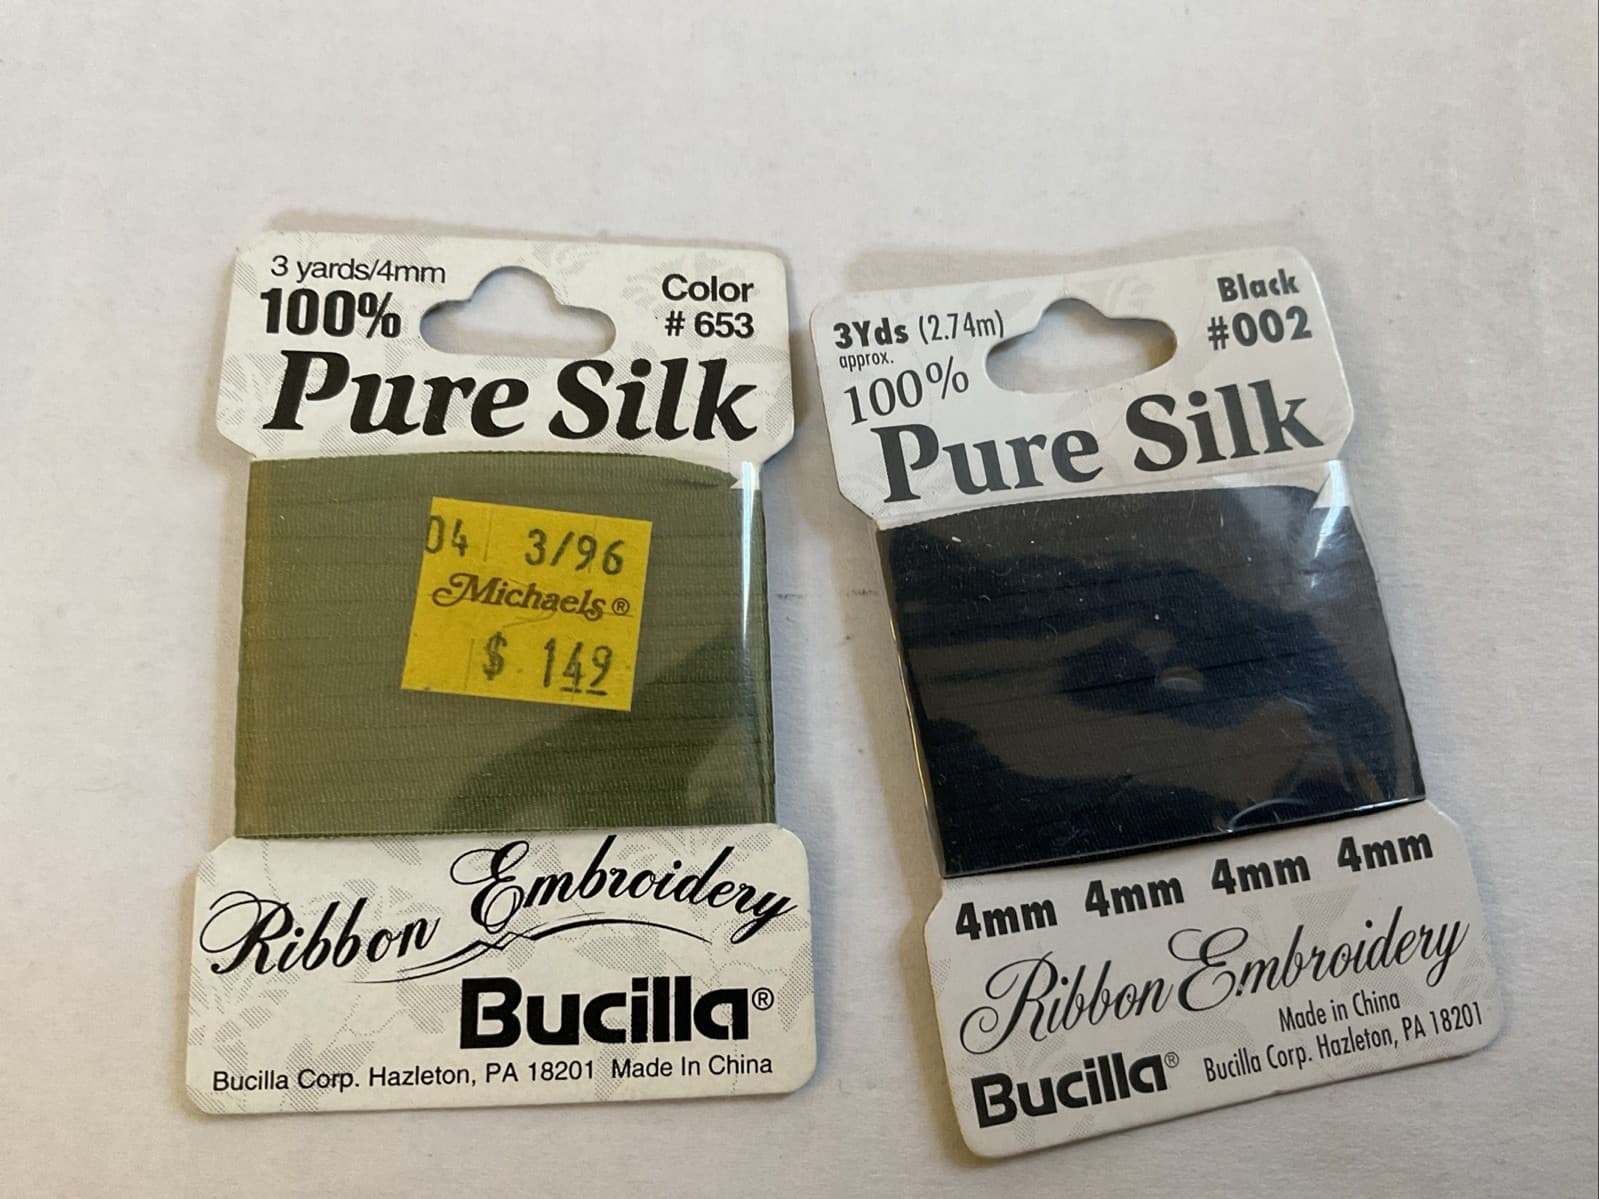 3 yards/4mm
100%
Color
# 653
Pure Silk
04 3/96
Michaels®
$ 1.49
Ribbon Embroidery
Bucilla®
Bucilla Corp. Hazleton, PA 18201 Made In China
3Yds (2.74m)
approx.
100%
Black
#002
Pure Silk
4mm 4mm 4mm 4mm
Ribbon Embroidery
Made in China
Bucilla® Bucilla Corp. Hazleton, PA 18201